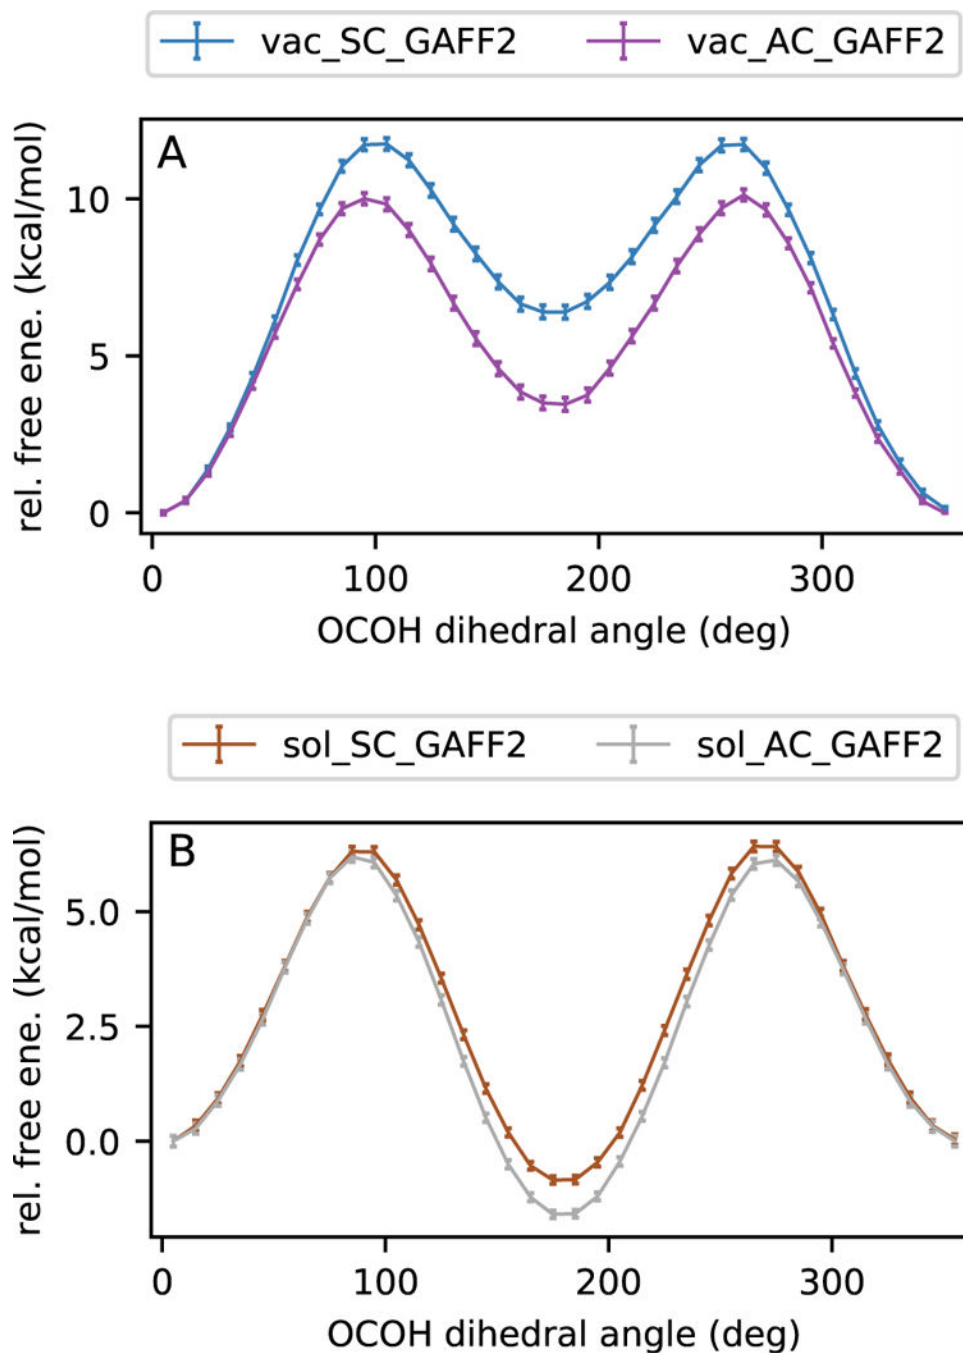 vac_SC_GAFF2 vac_AC_GAFF2
A
rel. free ene. (kcal/mol)
10
5
0
0 100 200 300
OCOH dihedral angle (deg)
sol_SC_GAFF2 sol_AC_GAFF2
B
rel. free ene. (kcal/mol)
5.0
2.5
0.0
0 100 200 300
OCOH dihedral angle (deg)